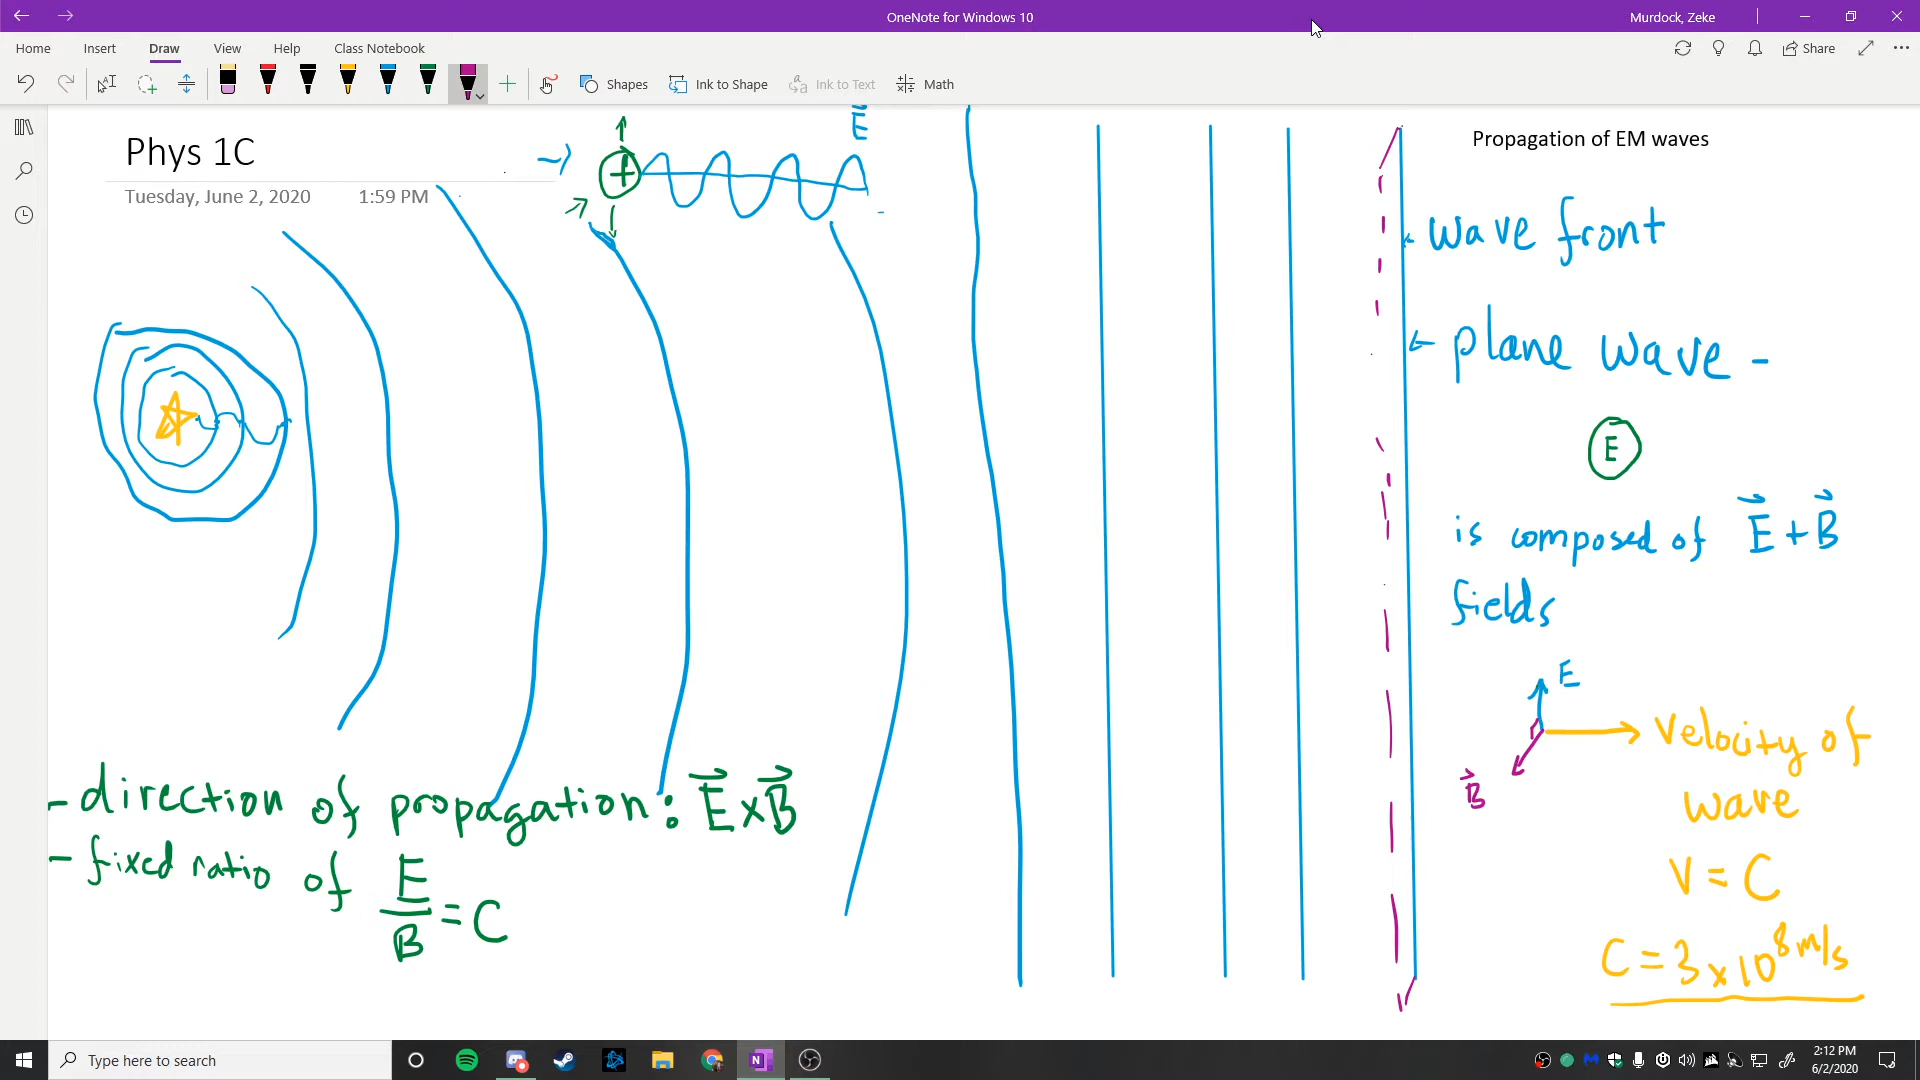 OneNote for Windows 10
Murdock, Zeke
Home Insert Draw View Help Class Notebook
Share
Shapes
Ink to Shape
Ink to Text
Math
Phys 1C
Tuesday, June 2, 2020 1:59 PM
+
E
Propagation of EM waves
wave front
plane wave -
E
is composed of E + B
fields
E
B
velocity of
wave
V = C
C = 3 x 10^8 m/s
- direction of propagation: E x B
- fixed ratio of E/B = C
Type here to search
2:12 PM
6/2/2020